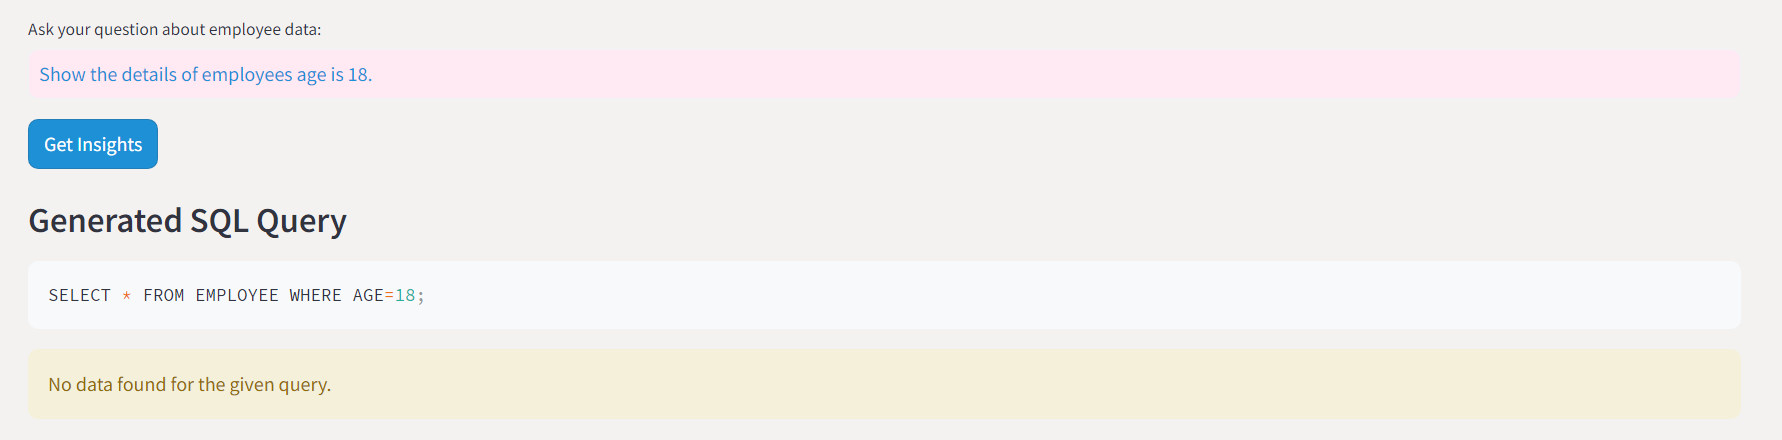 Ask your question about employee data:
Show the details of employees age is 18.
Get Insights
Generated SQL Query
SELECT * FROM EMPLOYEE WHERE AGE=18;
No data found for the given query.